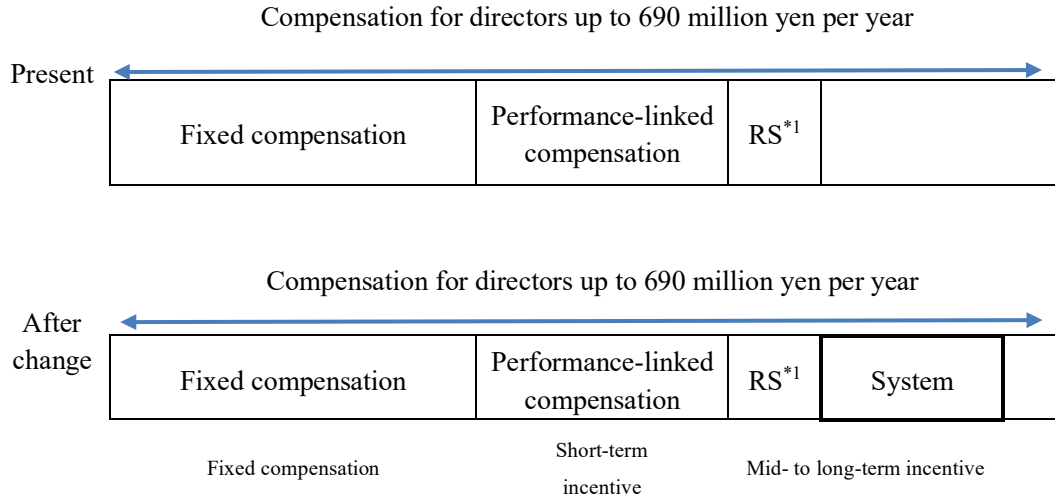 Compensation for directors up to 690 million yen per year
Present
Fixed compensation
Performance-linked
compensation
RS*1
Compensation for directors up to 690 million yen per year
After
change
Fixed compensation
Performance-linked
compensation
RS*1
System
Fixed compensation
Short-term
incentive
Mid- to long-term incentive